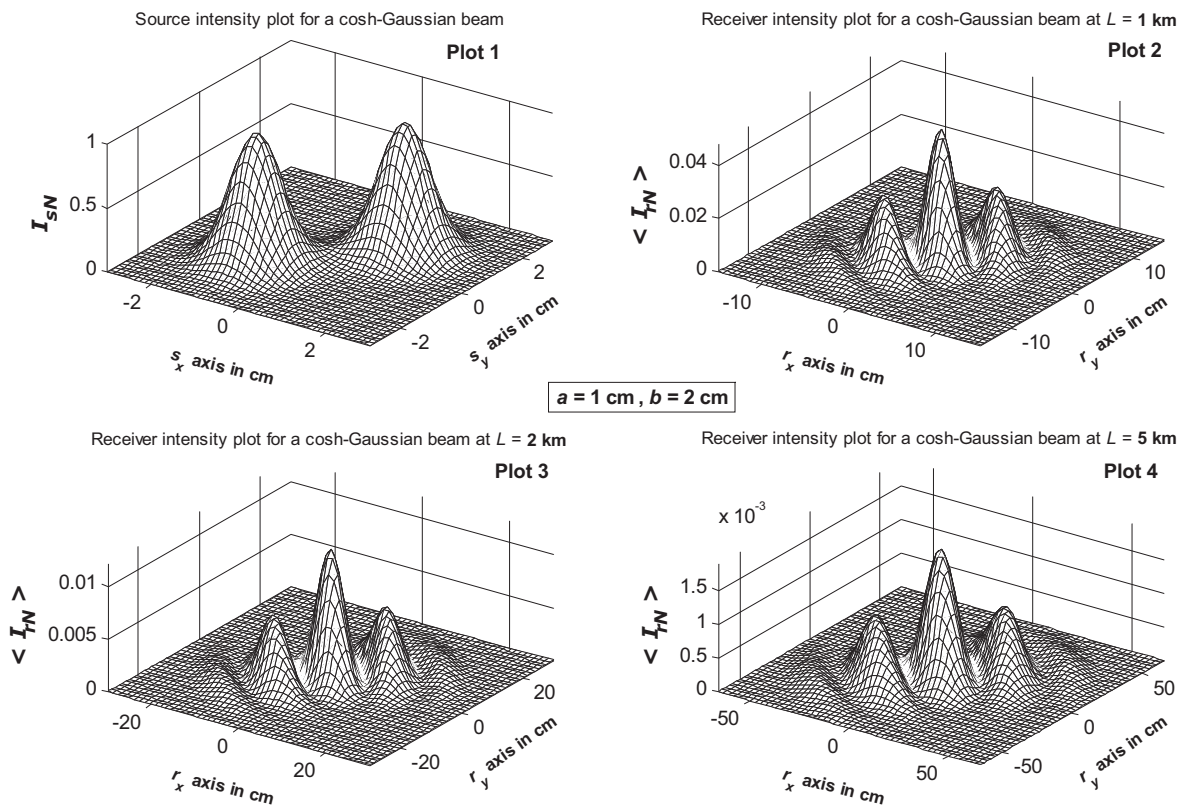 Source intensity plot for a cosh-Gaussian beam
Plot 1
1
0.5
0
I_sN
-2
0
2
s_x axis in cm
-2
0
2
s_y axis in cm
Receiver intensity plot for a cosh-Gaussian beam at L = 1 km
Plot 2
0.04
0.02
0
< I_rN >
-10
0
10
r_x axis in cm
-10
0
10
r_y axis in cm
a = 1 cm , b = 2 cm
Receiver intensity plot for a cosh-Gaussian beam at L = 2 km
Plot 3
0.01
0.005
0
< I_rN >
-20
0
20
r_x axis in cm
-20
0
20
r_y axis in cm
Receiver intensity plot for a cosh-Gaussian beam at L = 5 km
Plot 4
x 10^-3
1.5
1
0.5
0
< I_rN >
-50
0
50
r_x axis in cm
-50
0
50
r_y axis in cm